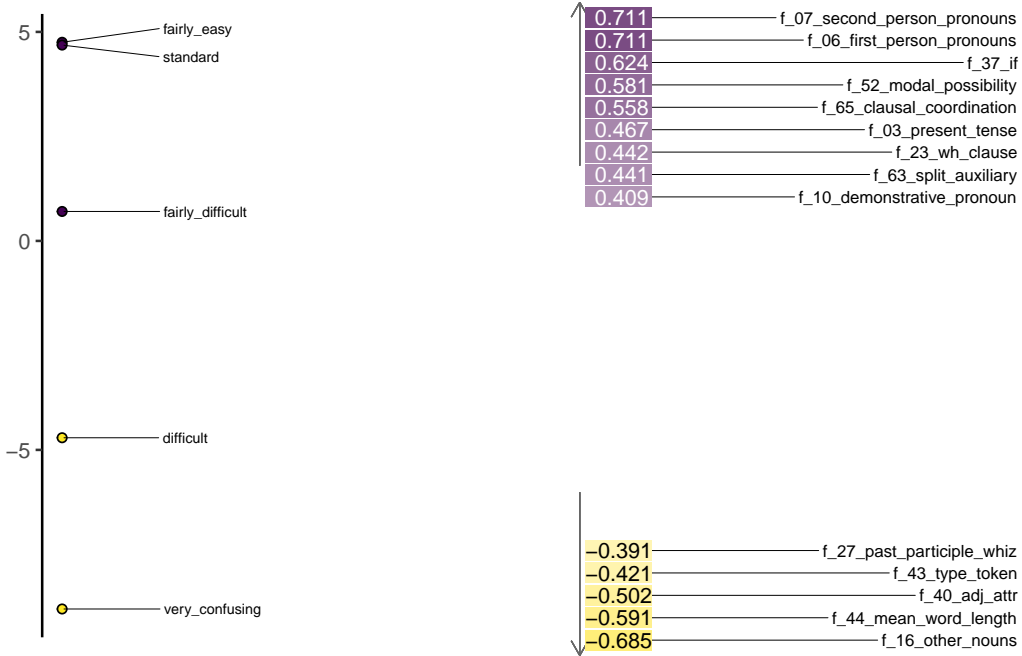 5
0
−5
fairly_easy
standard
fairly_difficult
difficult
very_confusing
0.711 f_07_second_person_pronouns
0.711 f_06_first_person_pronouns
0.624 f_37_if
0.581 f_52_modal_possibility
0.558 f_65_clausal_coordination
0.467 f_03_present_tense
0.442 f_23_wh_clause
0.441 f_63_split_auxiliary
0.409 f_10_demonstrative_pronoun
−0.391 f_27_past_participle_whiz
−0.421 f_43_type_token
−0.502 f_40_adj_attr
−0.591 f_44_mean_word_length
−0.685 f_16_other_nouns